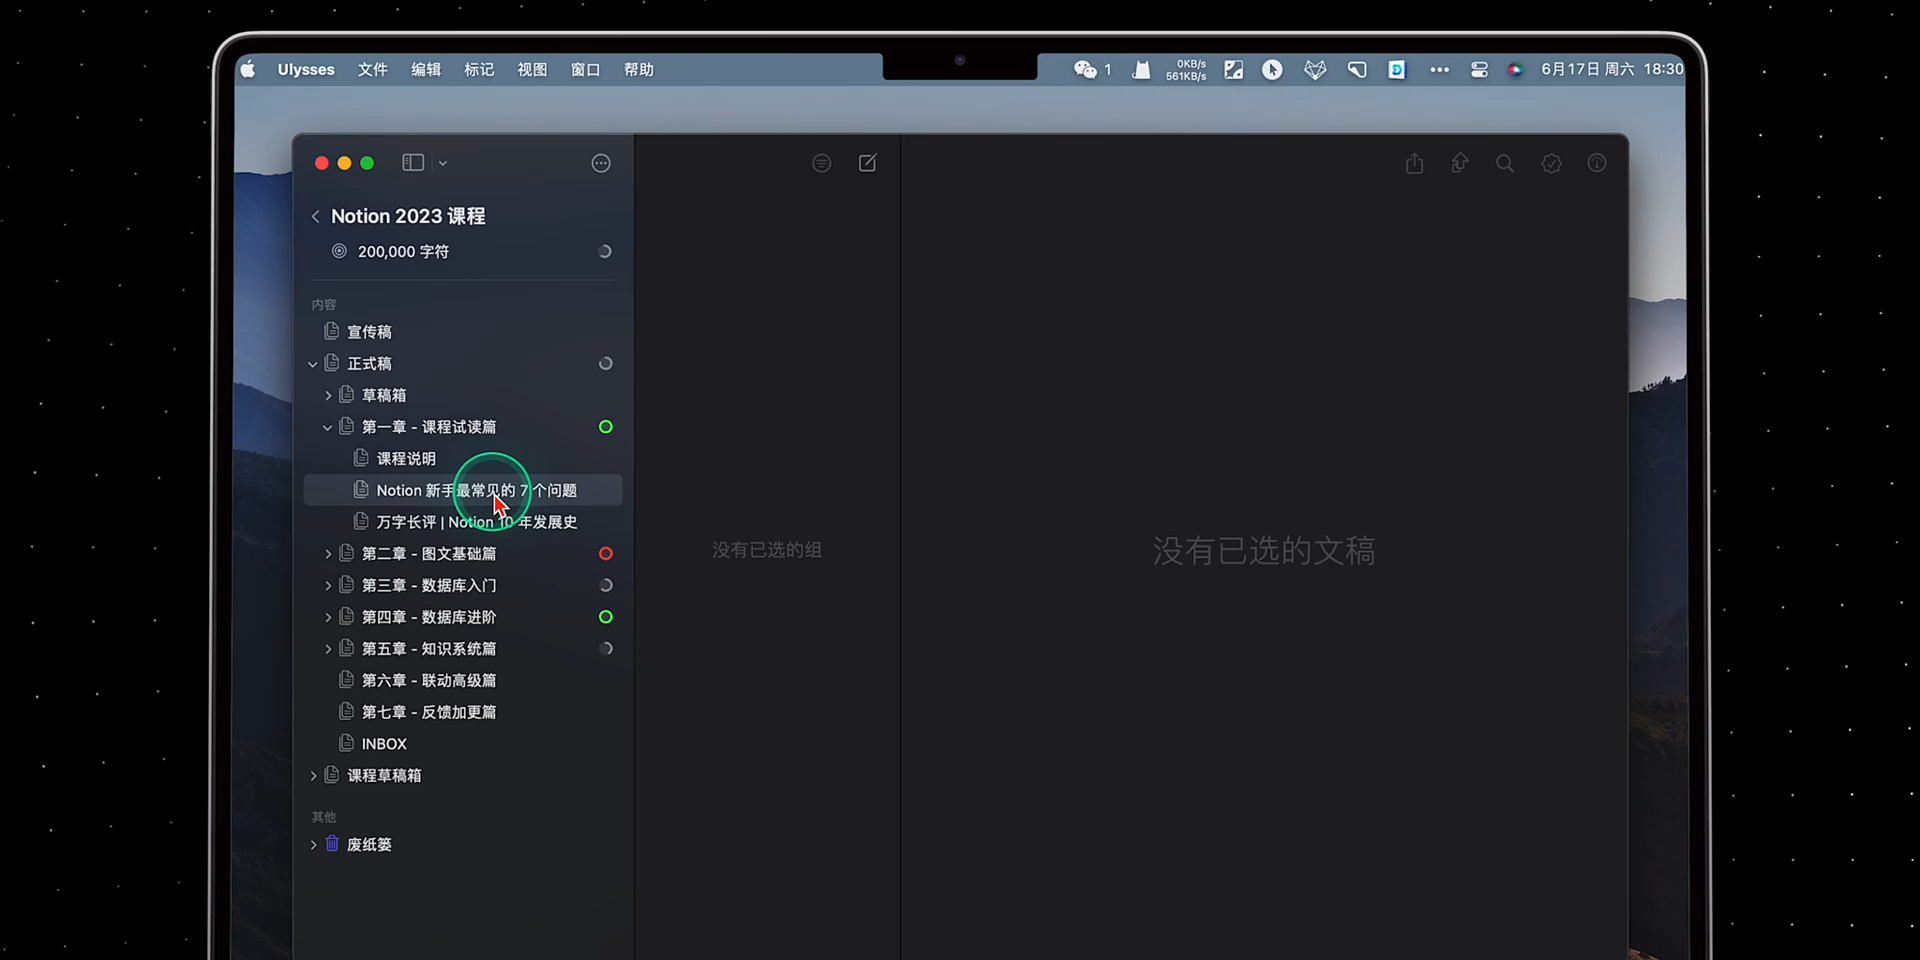 Ulysses 文件 编辑 标记 视图 窗口 帮助
1 0KB/s 561KB/s D 6月17日 周六 18:30
Notion 2023 课程
200,000 字符
内容
宣传稿
正式稿
草稿箱
第一章 - 课程试读篇
课程说明
Notion 新手最常见的 7 个问题
万字长评 | Notion 10 年发展史
第二章 - 图文基础篇
第三章 - 数据库入门
第四章 - 数据库进阶
第五章 - 知识系统篇
第六章 - 联动高级篇
第七章 - 反馈加更篇
INBOX
课程草稿箱
其他
废纸篓
没有已选的组
没有已选的文稿